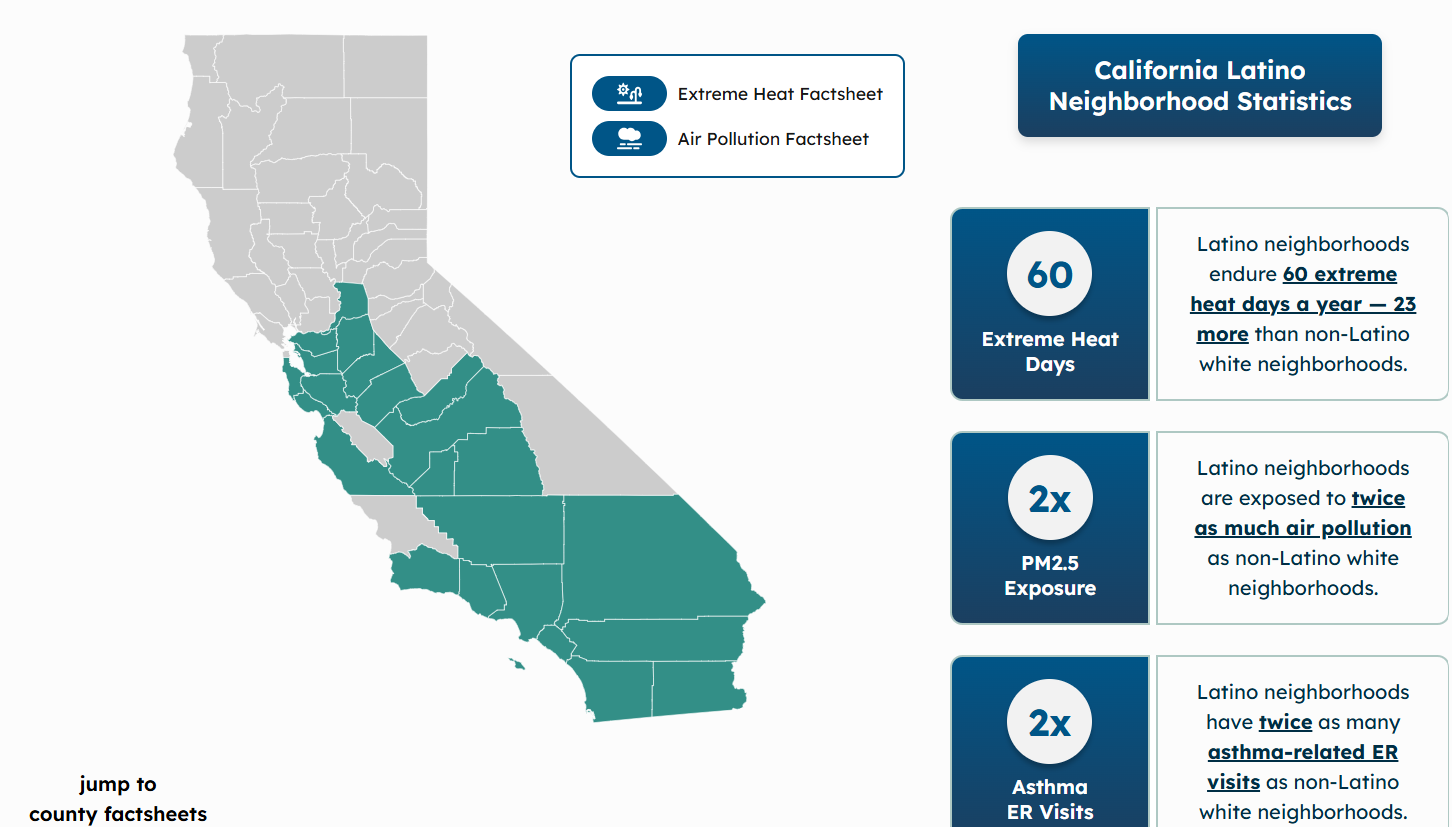 Extreme Heat Factsheet
Air Pollution Factsheet
California Latino
Neighborhood Statistics
60
Extreme Heat
Days
Latino neighborhoods
endure 60 extreme
heat days a year — 23
more than non-Latino
white neighborhoods.
2x
PM2.5
Exposure
Latino neighborhoods
are exposed to twice
as much air pollution
as non-Latino white
neighborhoods.
2x
Asthma
ER Visits
Latino neighborhoods
have twice as many
asthma-related ER
visits as non-Latino
white neighborhoods.
jump to
county factsheets